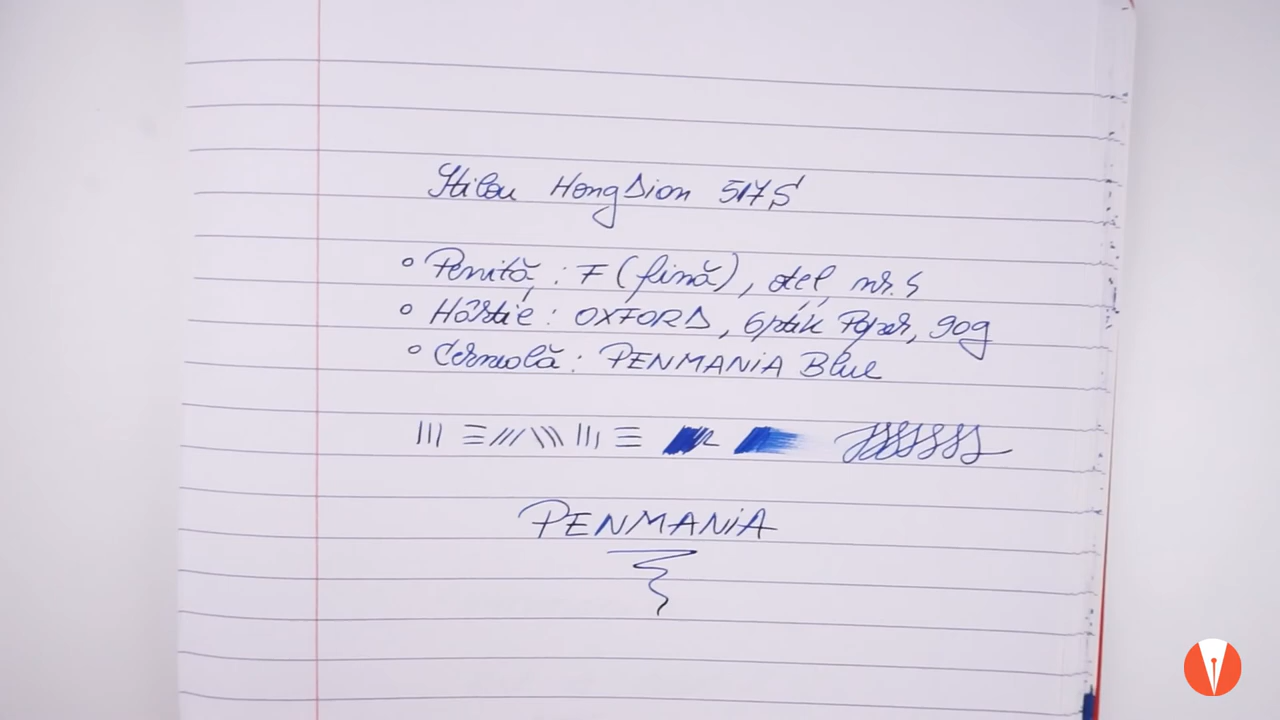 Stilou HongDian 517S
° Peniță : F (fină), oțel nr. 5
° Hârtie : OXFORD, Optik Paper, 90g
° Cerneală : PENMANiA Blue
PENMANiA